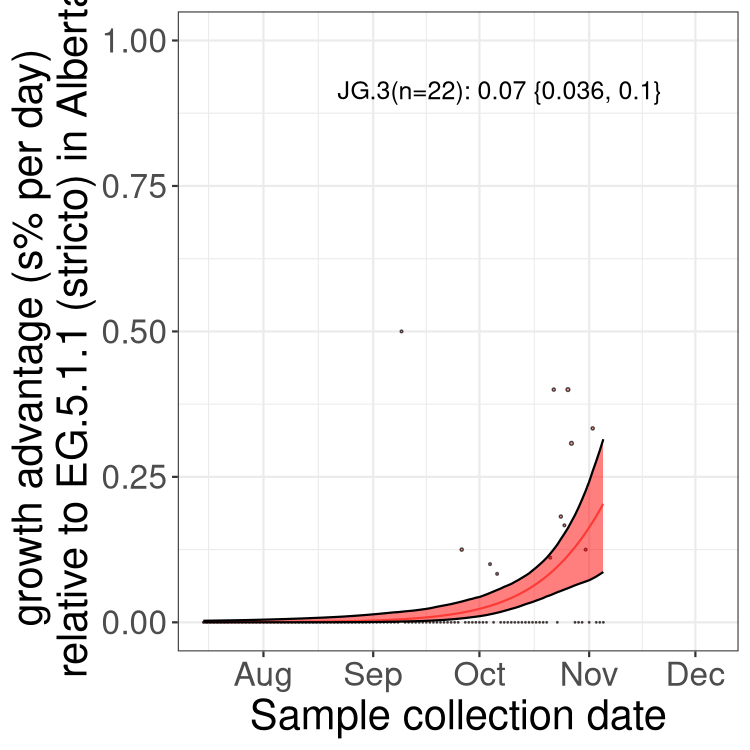 growth advantage (s% per day)
relative to EG.5.1.1 (stricto) in Alberta
1.00
0.75
0.50
0.25
0.00
JG.3(n=22): 0.07 {0.036, 0.1}
Aug Sep Oct Nov Dec
Sample collection date